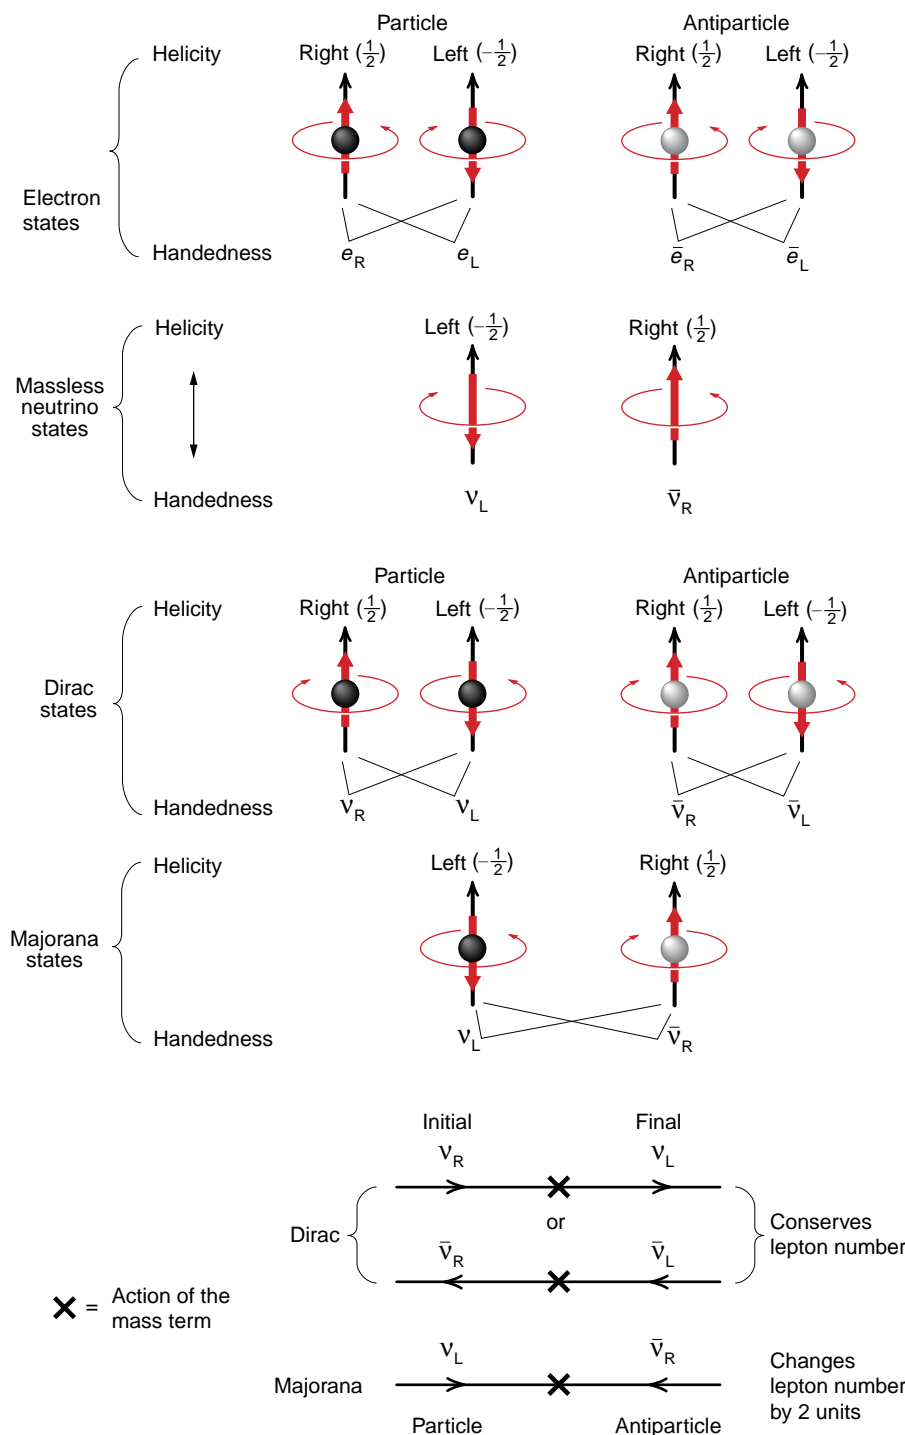 Particle Antiparticle
Helicity Right (1/2) Left (−1/2) Right (1/2) Left (−1/2)
Electron
states
Handedness e_R e_L e̅_R e̅_L
Helicity Left (−1/2) Right (1/2)
Massless
neutrino
states
Handedness ν_L ν̅_R
Particle Antiparticle
Helicity Right (1/2) Left (−1/2) Right (1/2) Left (−1/2)
Dirac
states
Handedness ν_R ν_L ν̅_R ν̅_L
Helicity Left (−1/2) Right (1/2)
Majorana
states
Handedness ν_L ν̅_R
Initial Final
ν_R ν_L
Dirac or Conserves
lepton number
ν̅_R ν̅_L
✕ = Action of the
mass term
ν_L ν̅_R
Majorana Changes
lepton number
by 2 units
Particle Antiparticle